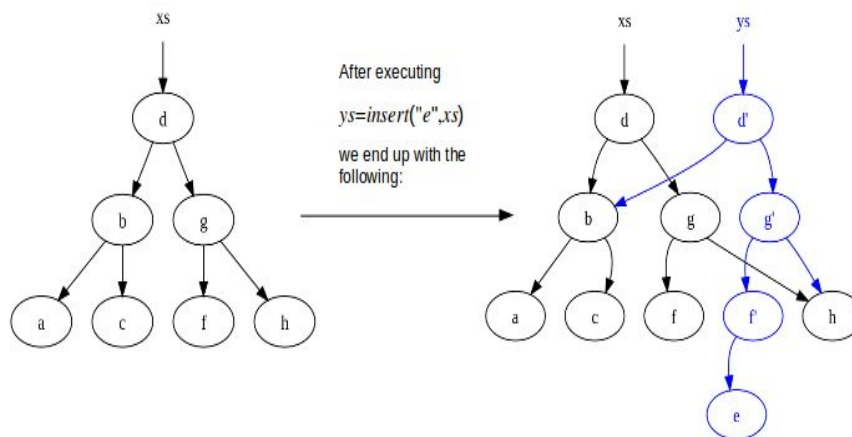 xs
d
b g
a c f h
After executing
ys=insert("e",xs)
we end up with the
following:
xs ys
d d'
b g g'
a c f f' h
e